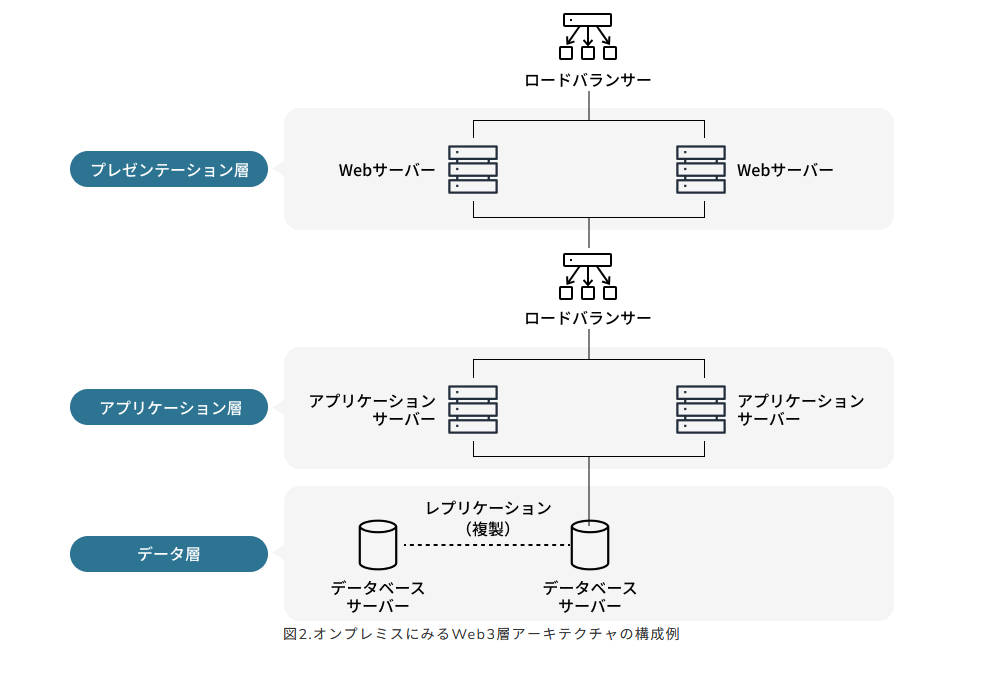 ロードバランサー
プレゼンテーション層
Webサーバー
Webサーバー
ロードバランサー
アプリケーション層
アプリケーション
サーバー
アプリケーション
サーバー
データ層
レプリケーション
（複製）
データベース
サーバー
データベース
サーバー
図2.オンプレミスにみるWeb3層アーキテクチャの構成例